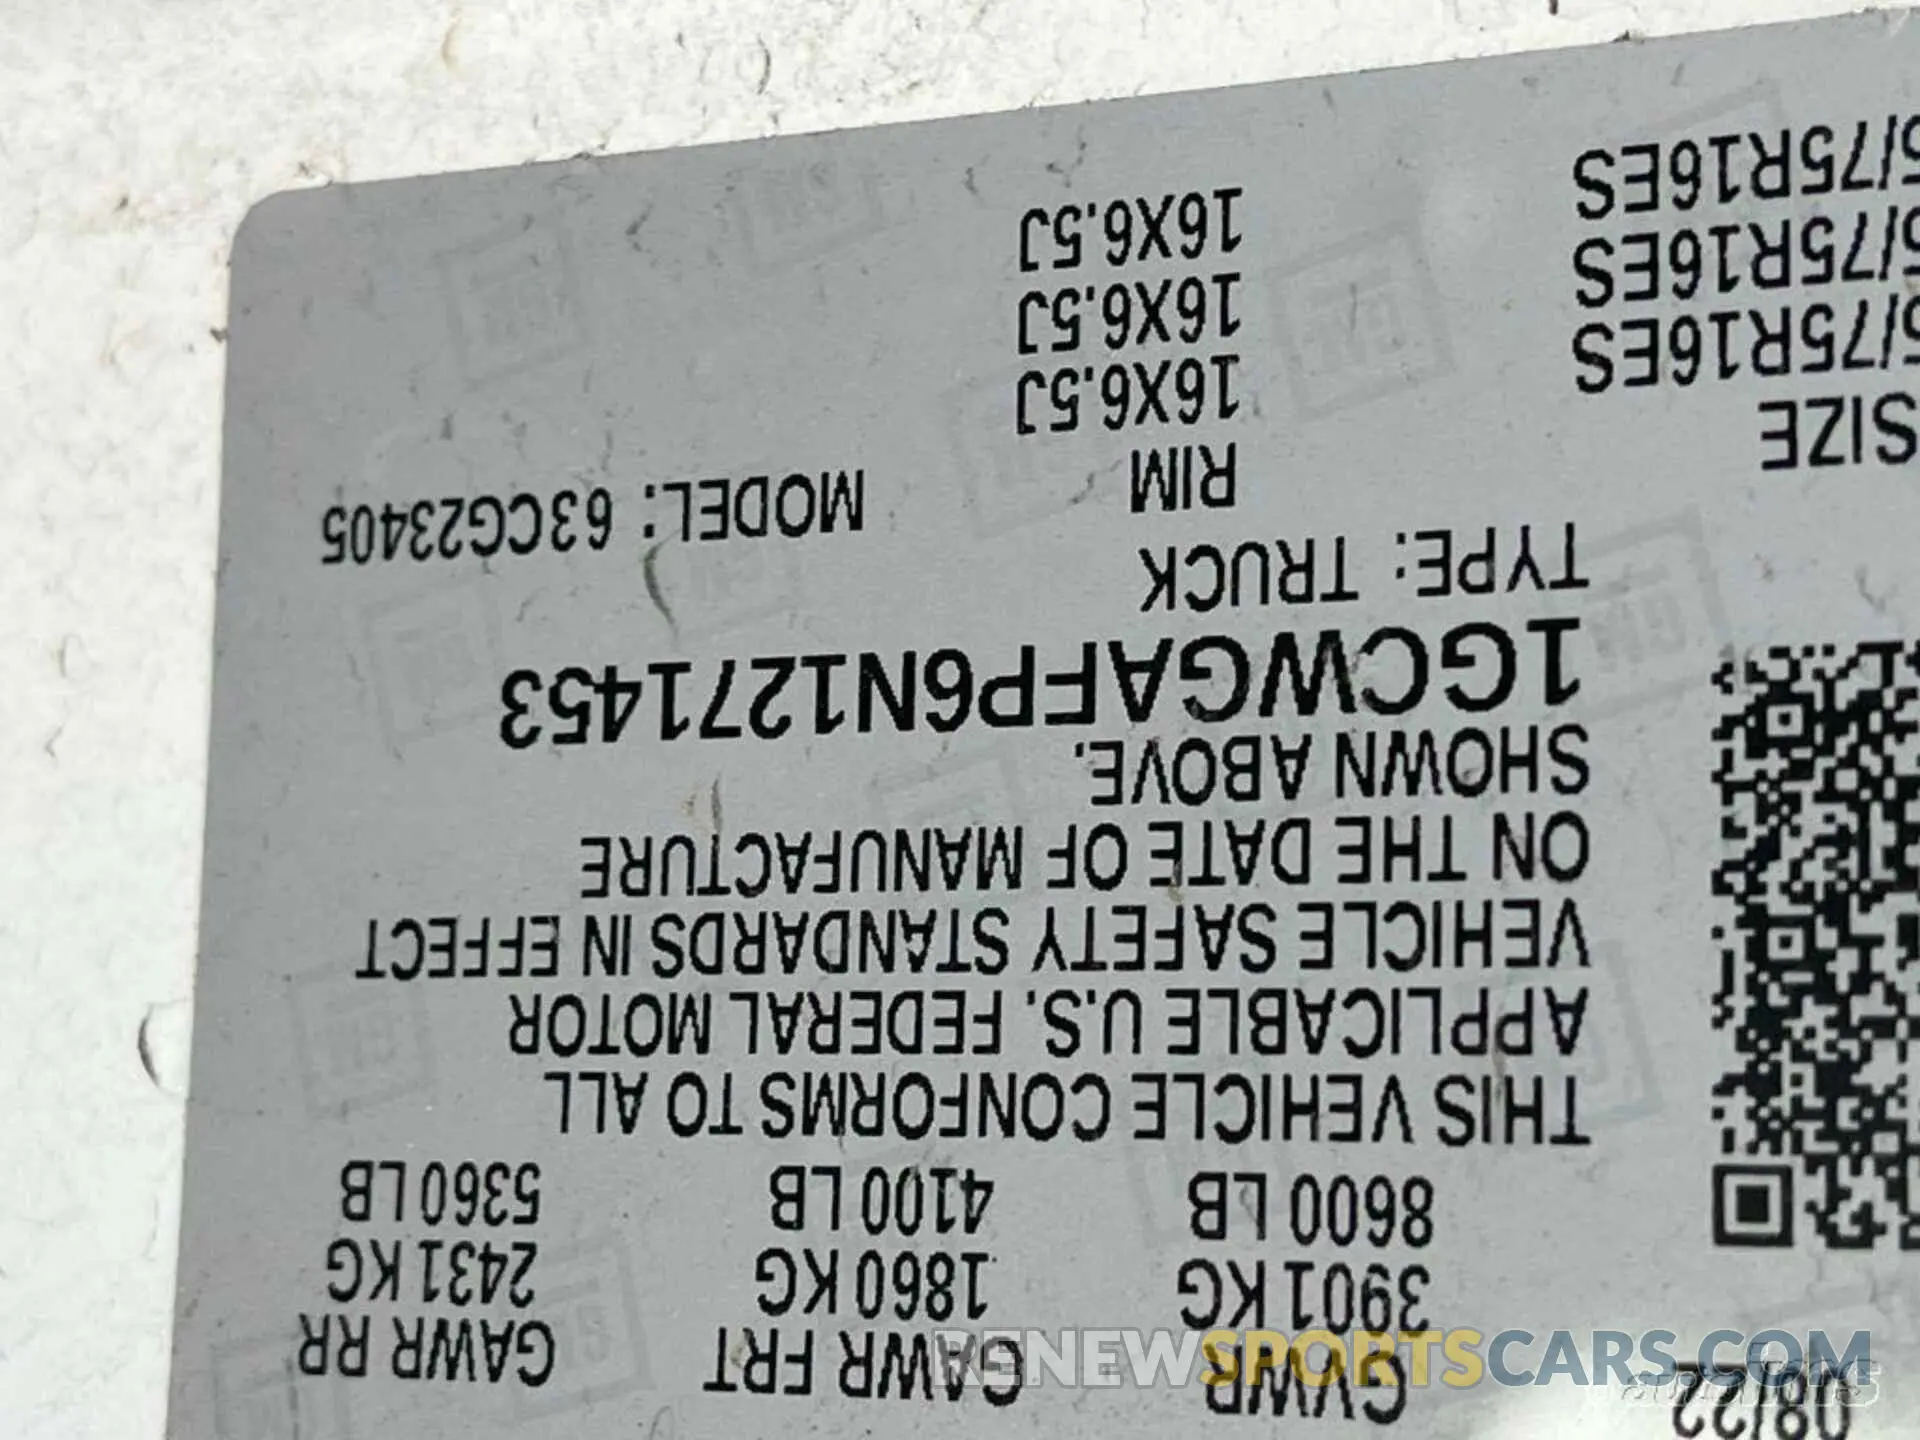 08/22
GVWR GAWR FRT GAWR RR
3901 KG 1860 KG 2431 KG
8600 LB 4100 LB 5360 LB
THIS VEHICLE CONFORMS TO ALL
APPLICABLE U.S. FEDERAL MOTOR
VEHICLE SAFETY STANDARDS IN EFFECT
ON THE DATE OF MANUFACTURE
SHOWN ABOVE.
1GCWGAFP6N1271453
TYPE: TRUCK
MODEL: 63CG23405
SIZE RIM
5/75R16ES 16X6.5J
5/75R16ES 16X6.5J
5/75R16ES 16X6.5J
RENEWSPORTSCARS.COM